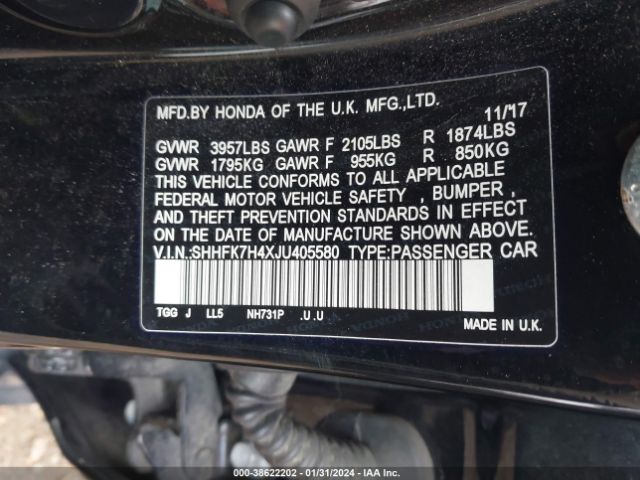 MFD.BY HONDA OF THE U.K. MFG.,LTD. 11/'17
GVWR 3957LBS GAWR F 2105LBS R 1874LBS
GVWR 1795KG GAWR F 955KG R 850KG
THIS VEHICLE CONFORMS TO ALL APPLICABLE
FEDERAL MOTOR VEHICLE SAFETY , BUMPER ,
AND THEFT PREVENTION STANDARDS IN EFFECT
ON THE DATE OF MANUFACTURE SHOWN ABOVE.
V.I.N.:SHHFK7H4XJU405580 TYPE:PASSENGER CAR
TGG J LL5 NH731P .U.U
MADE IN U.K.
000-38622202 - 01/31/2024 - IAA Inc.